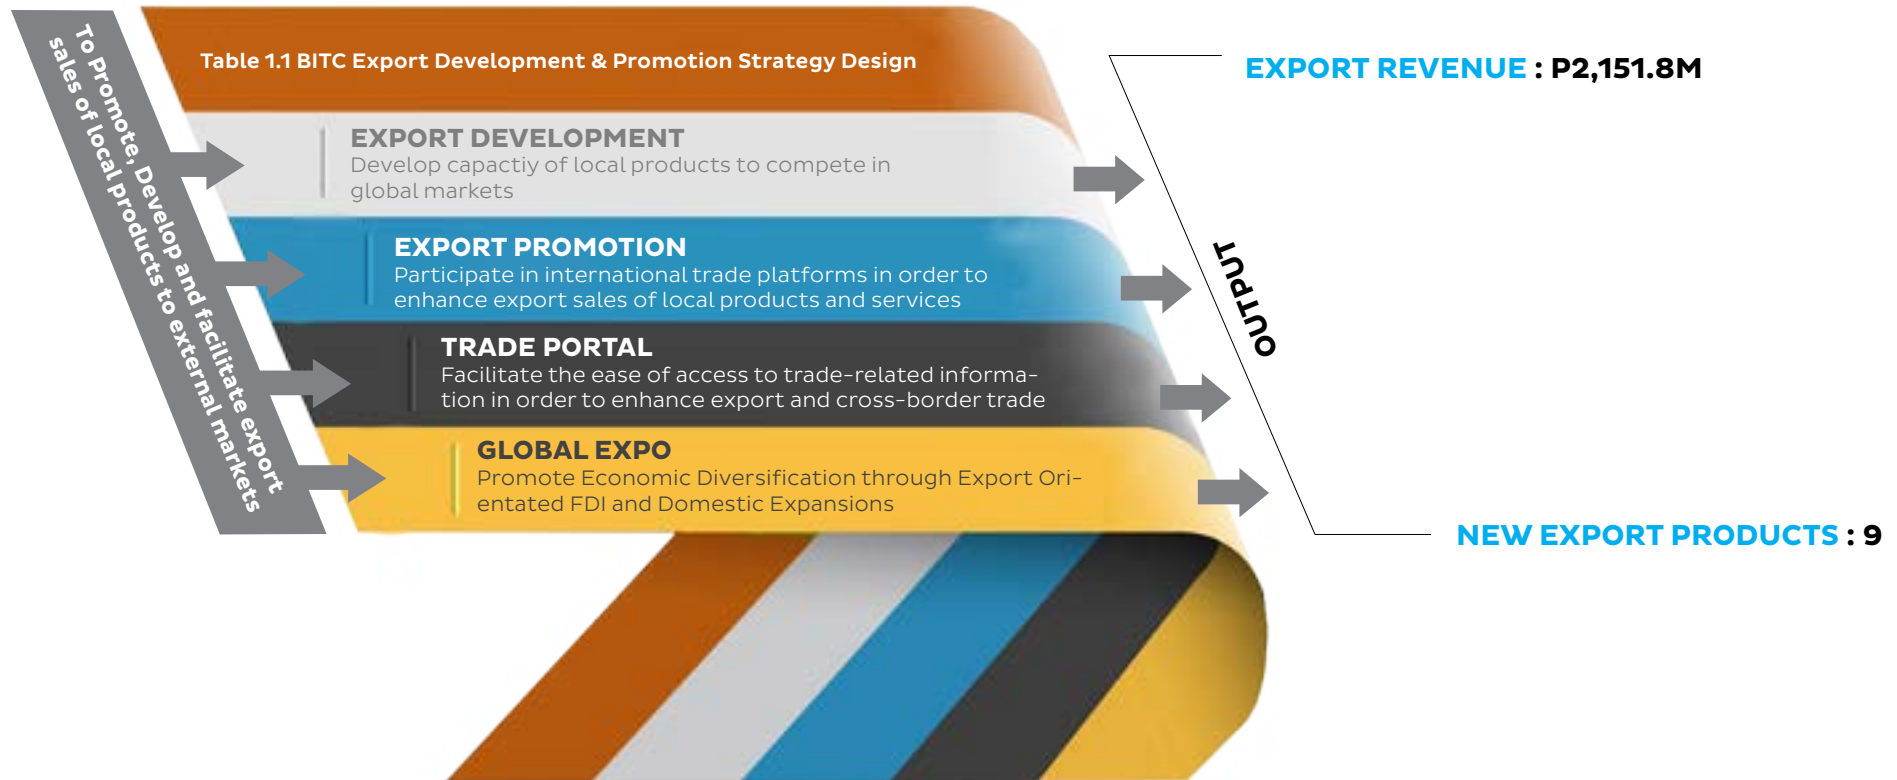 To Promote, Develop and facilitate export
sales of local products to external markets
Table 1.1 BITC Export Development & Promotion Strategy Design
EXPORT DEVELOPMENT
Develop capactiy of local products to compete in
global markets
EXPORT PROMOTION
Participate in international trade platforms in order to
enhance export sales of local products and services
TRADE PORTAL
Facilitate the ease of access to trade-related informa-
tion in order to enhance export and cross-border trade
GLOBAL EXPO
Promote Economic Diversification through Export Ori-
entated FDI and Domestic Expansions
OUTPUT
EXPORT REVENUE : P2,151.8M
NEW EXPORT PRODUCTS : 9